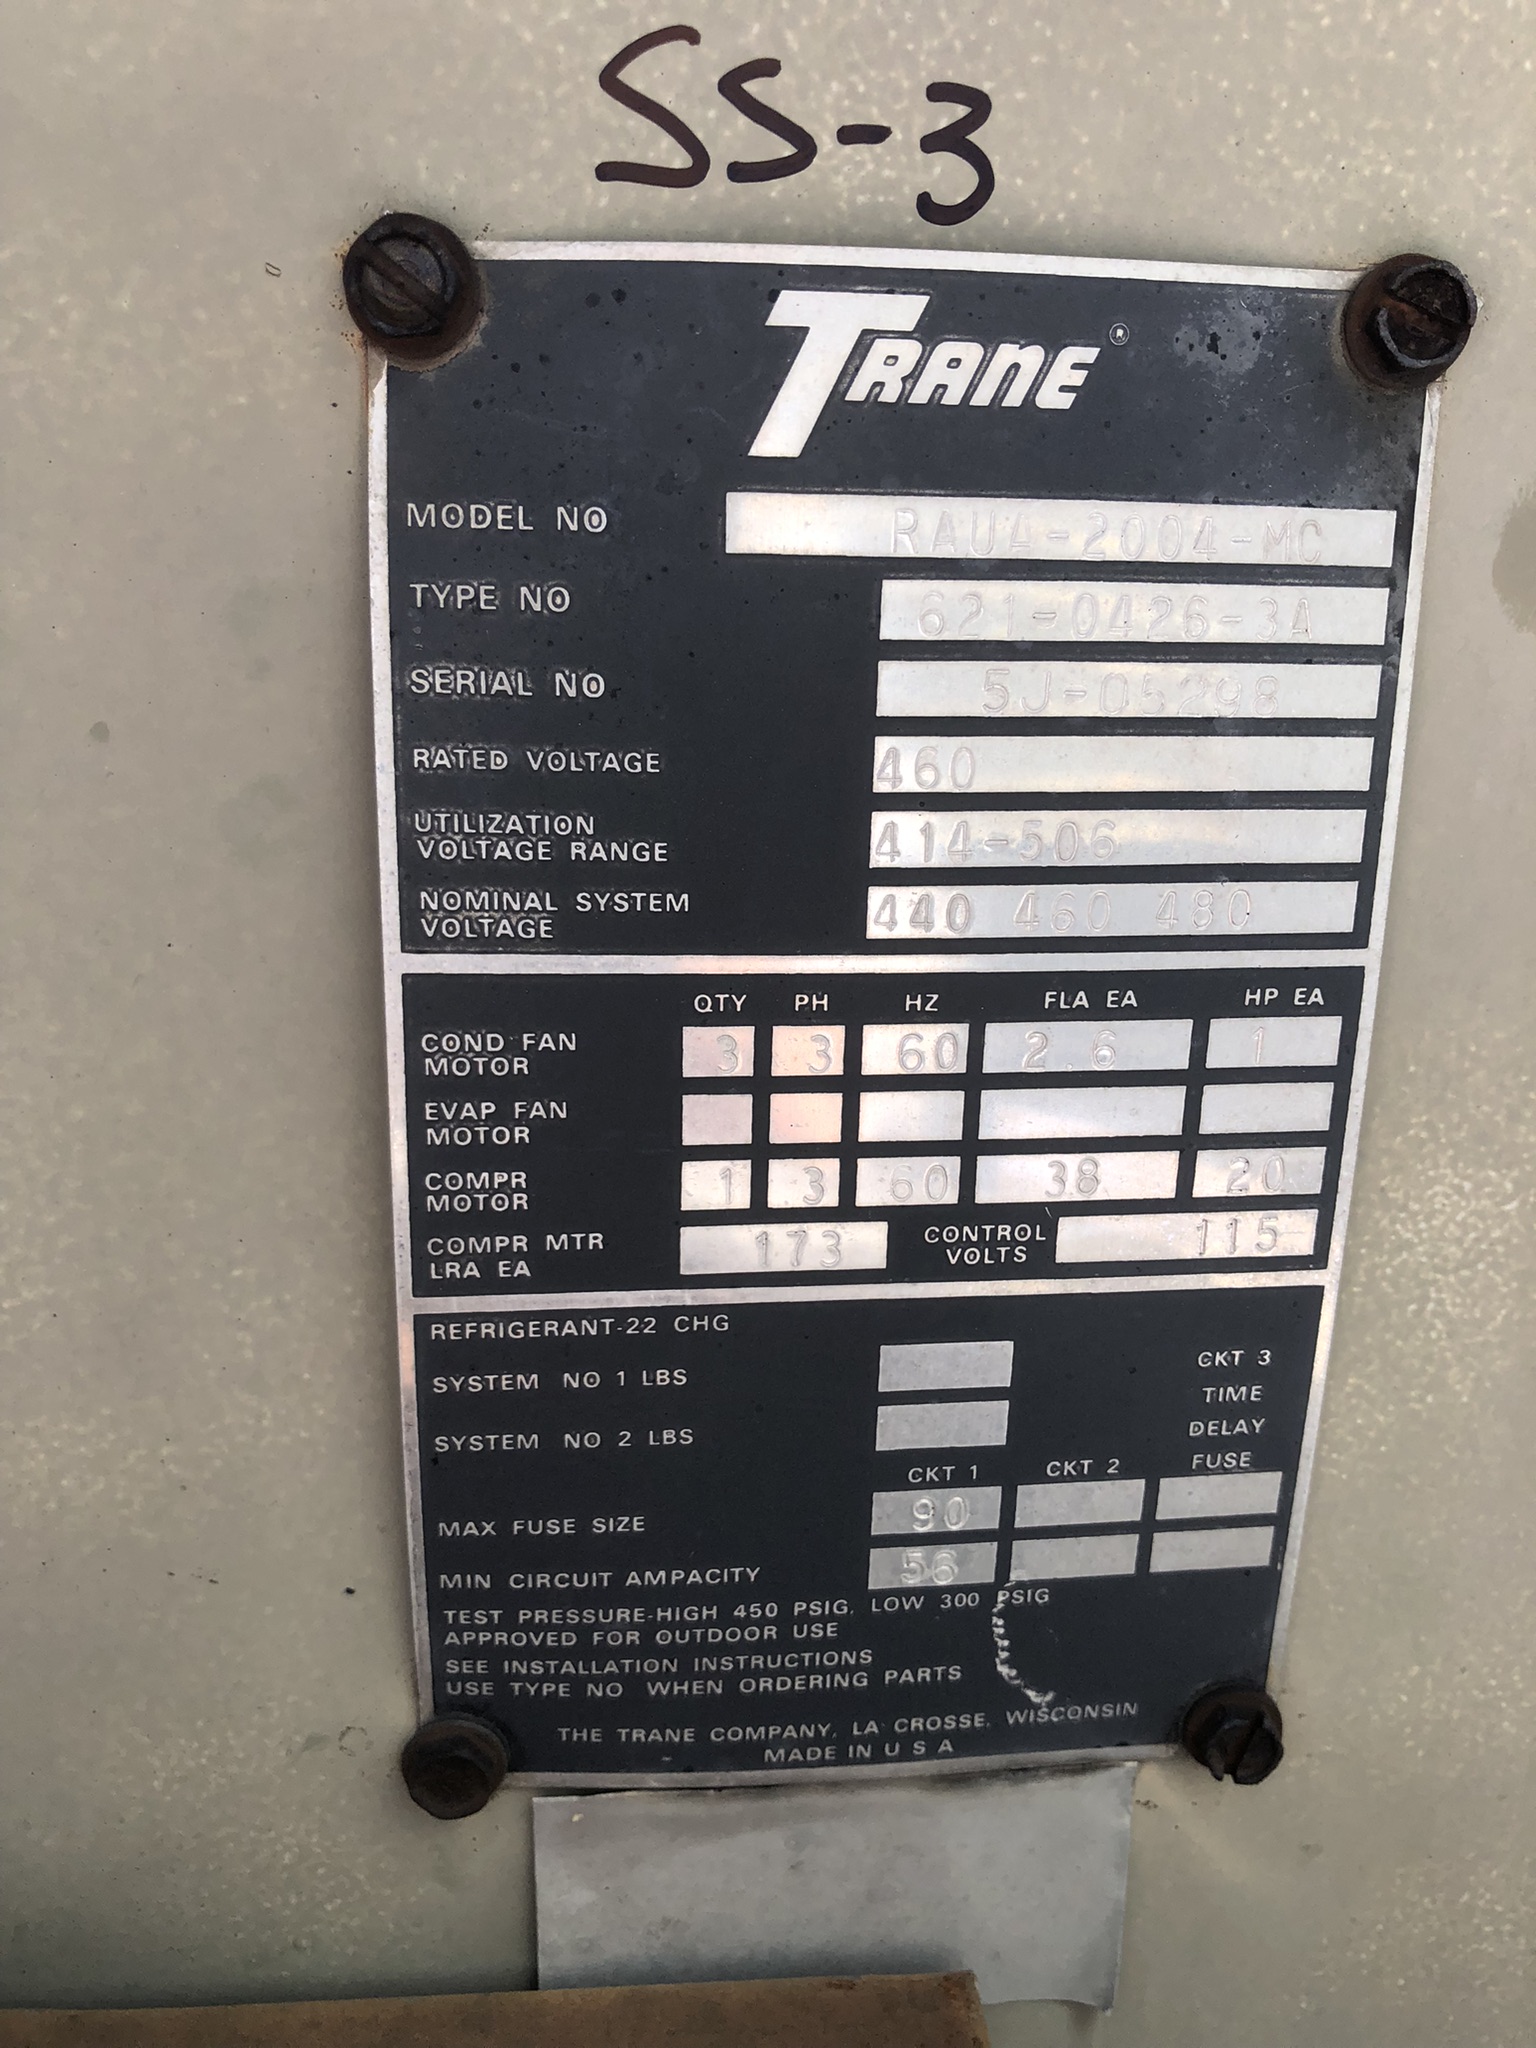 SS-3
TRANE ®
MODEL NO RAU4-2004-MC
TYPE NO 621-0426-3A
SERIAL NO 5J-05298
RATED VOLTAGE 460
UTILIZATION
VOLTAGE RANGE 414-506
NOMINAL SYSTEM
VOLTAGE 440 460 480
QTY PH HZ FLA EA HP EA
COND FAN
MOTOR 3 3 60 2.6 1
EVAP FAN
MOTOR
COMPR
MOTOR 1 3 60 38 20
COMPR MTR
LRA EA 173 CONTROL
VOLTS 115
REFRIGERANT-22 CHG
SYSTEM NO 1 LBS
SYSTEM NO 2 LBS
CKT 3
TIME
DELAY
FUSE
CKT 1 CKT 2
MAX FUSE SIZE 90
MIN CIRCUIT AMPACITY 56
TEST PRESSURE-HIGH 450 PSIG, LOW 300 PSIG
APPROVED FOR OUTDOOR USE
SEE INSTALLATION INSTRUCTIONS
USE TYPE NO WHEN ORDERING PARTS
THE TRANE COMPANY, LA CROSSE, WISCONSIN
MADE IN U S A